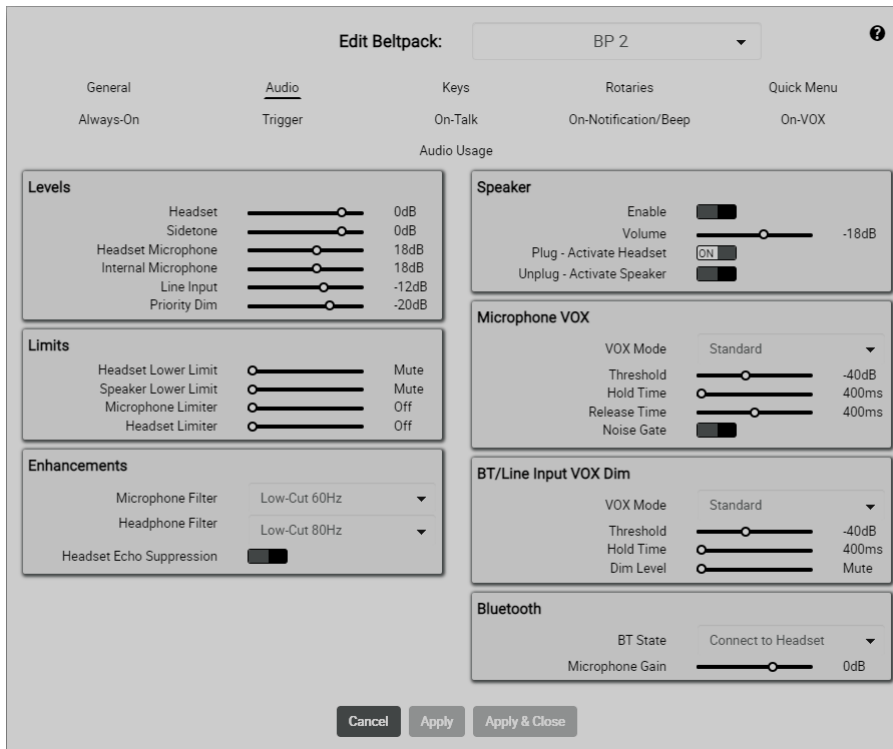 Edit Beltpack: BP 2 ?
General Audio Keys Rotaries Quick Menu
Always-On Trigger On-Talk On-Notification/Beep On-VOX
Audio Usage
Levels
Headset 0dB
Sidetone 0dB
Headset Microphone 18dB
Internal Microphone 18dB
Line Input -12dB
Priority Dim -20dB
Limits
Headset Lower Limit Mute
Speaker Lower Limit Mute
Microphone Limiter Off
Headset Limiter Off
Enhancements
Microphone Filter Low-Cut 60Hz
Headphone Filter Low-Cut 80Hz
Headset Echo Suppression
Speaker
Enable
Volume -18dB
Plug - Activate Headset ON
Unplug - Activate Speaker
Microphone VOX
VOX Mode Standard
Threshold -40dB
Hold Time 400ms
Release Time 400ms
Noise Gate
BT/Line Input VOX Dim
VOX Mode Standard
Threshold -40dB
Hold Time 400ms
Dim Level Mute
Bluetooth
BT State Connect to Headset
Microphone Gain 0dB
Cancel Apply Apply & Close